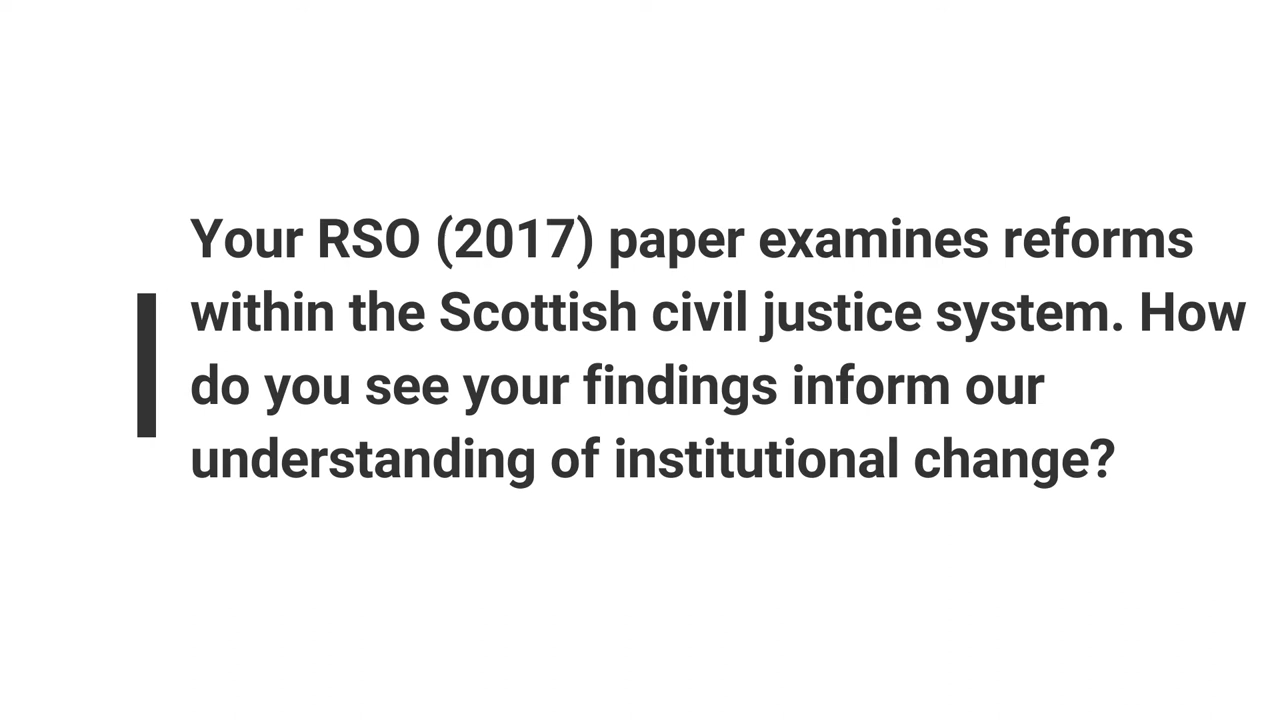 Your RSO (2017) paper examines reforms
within the Scottish civil justice system. How
do you see your findings inform our
understanding of institutional change?